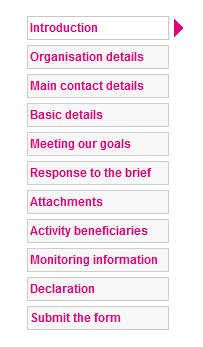 Introduction
Organisation details
Main contact details
Basic details
Meeting our goals
Response to the brief
Attachments
Activity beneficiaries
Monitoring information
Declaration
Submit the form